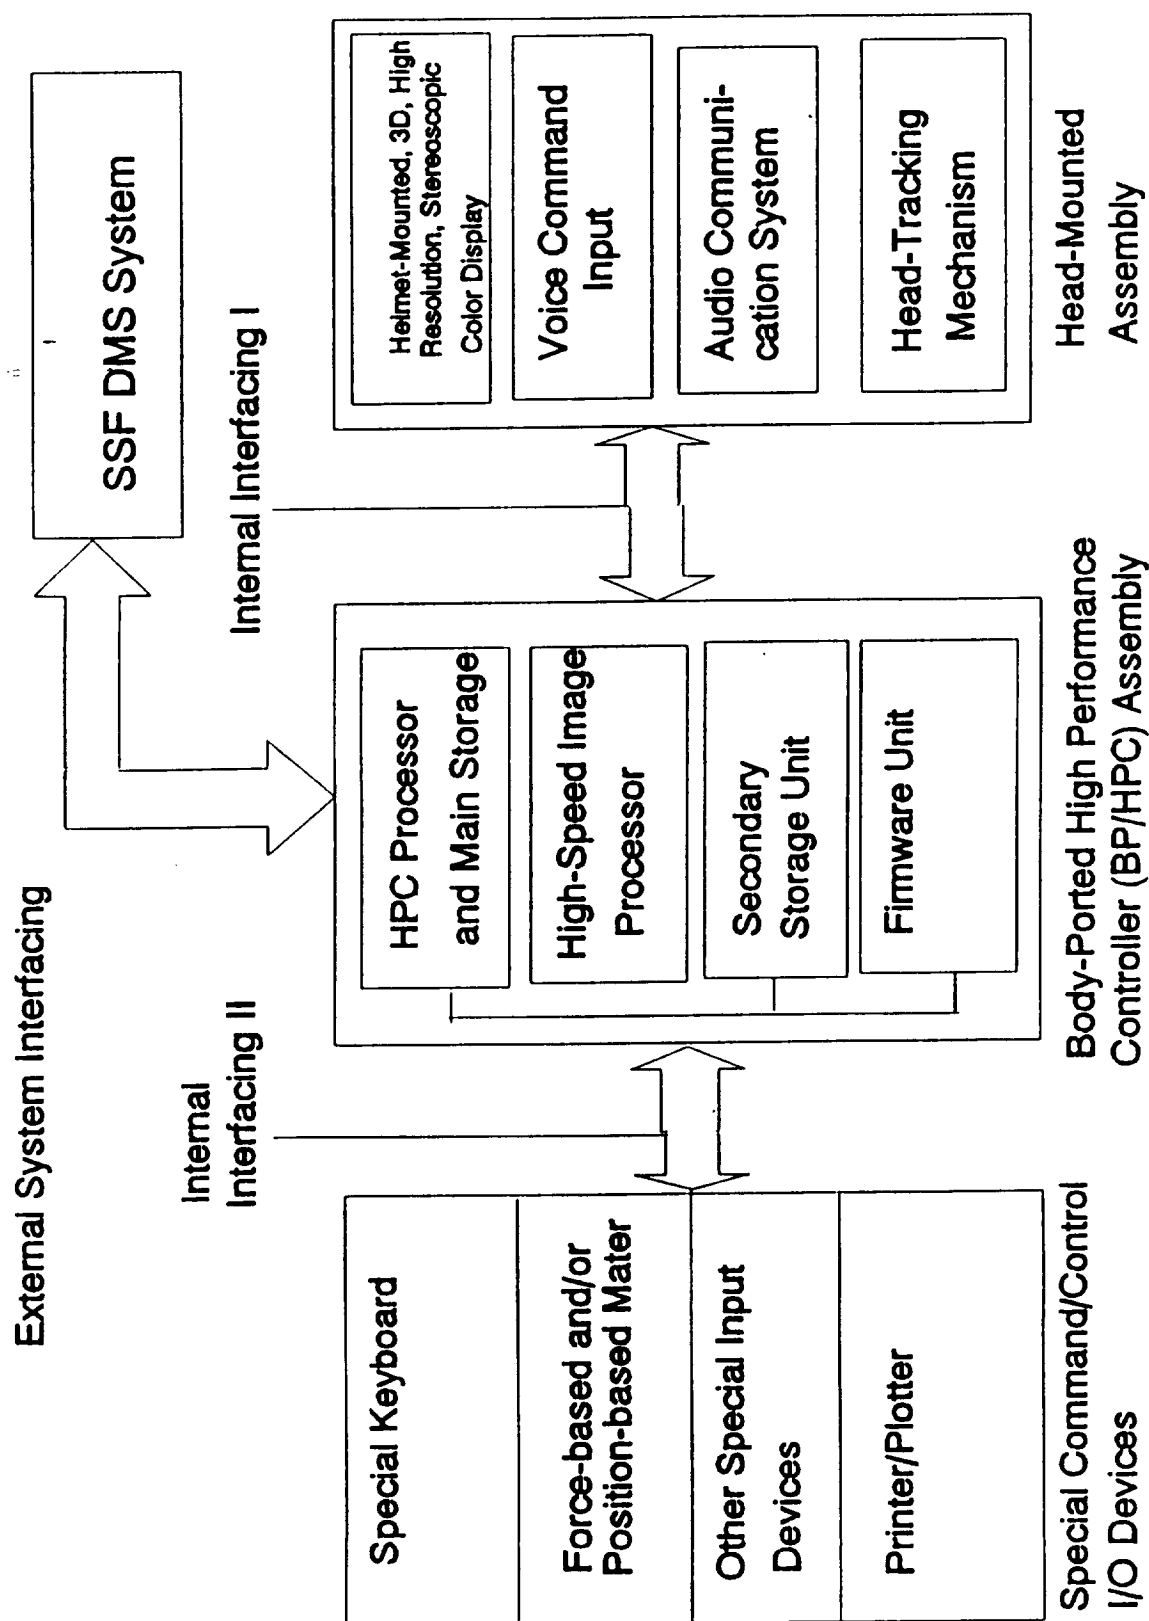 External System Interfacing
SSF DMS System
Internal
Interfacing II
Internal Interfacing I
Special Keyboard
Force-based and/or
Position-based Mater
Other Special Input
Devices
Printer/Plotter
Special Command/Control
I/O Devices
HPC Processor
and Main Storage
High-Speed Image
Processor
Secondary
Storage Unit
Firmware Unit
Body-Ported High Performance
Controller (BP/HPC) Assembly
Helmet-Mounted, 3D, High
Resolution, Stereoscopic
Color Display
Voice Command
Input
Audio Communi-
cation System
Head-Tracking
Mechanism
Head-Mounted
Assembly